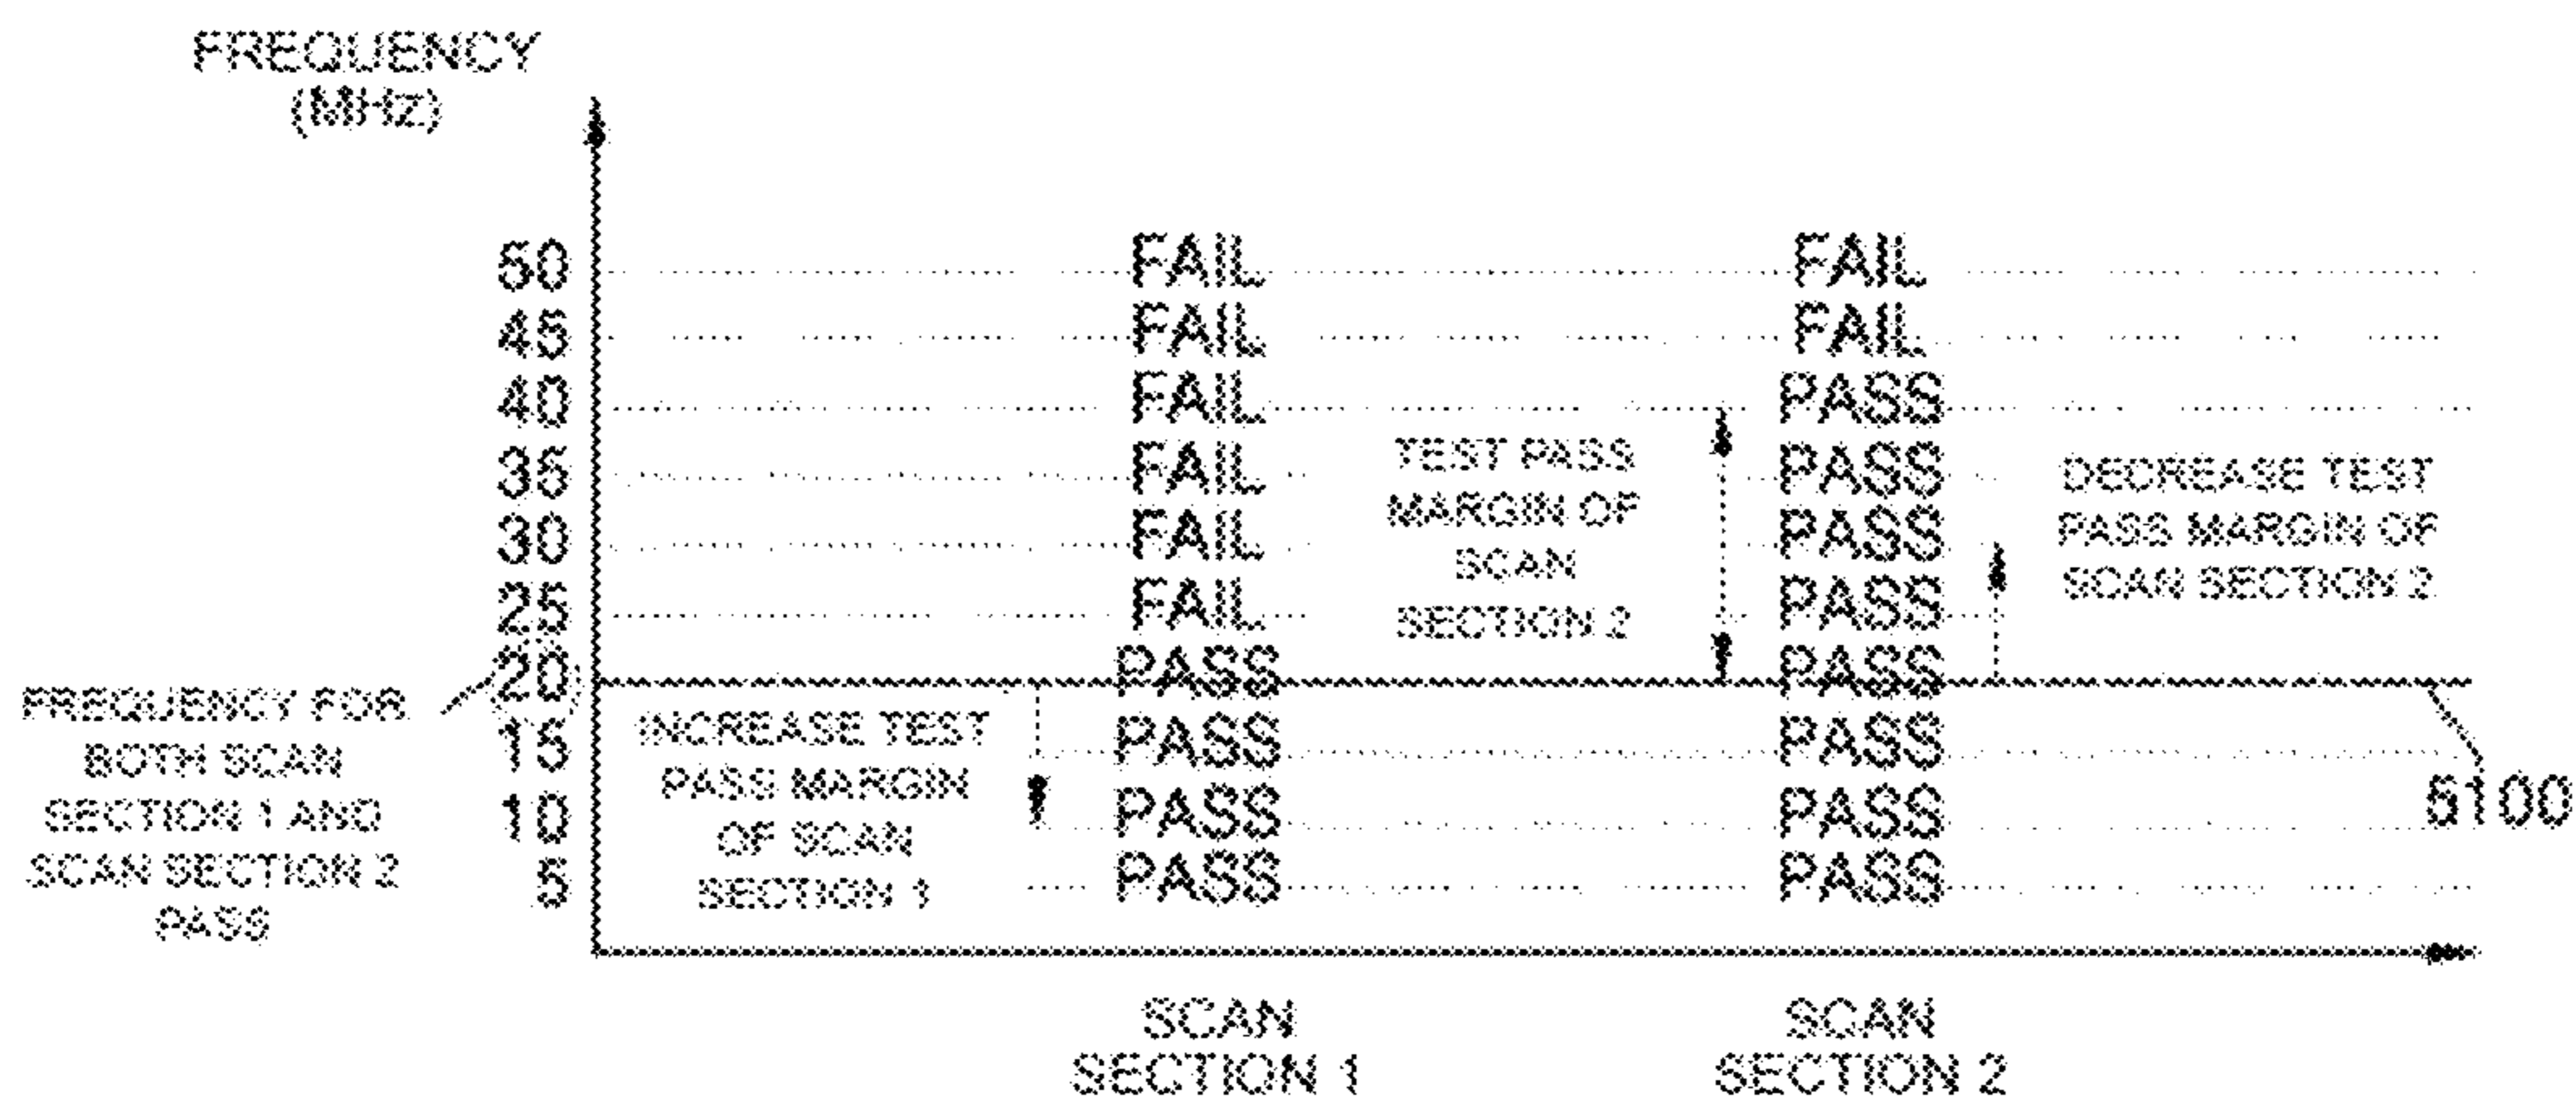 FREQUENCY
(MHz)
50 FAIL FAIL
45 FAIL FAIL
40 FAIL PASS
35 FAIL PASS
30 FAIL PASS
25 FAIL PASS
20 PASS PASS
15 PASS PASS
10 PASS PASS
5 PASS PASS
TEST PASS
MARGIN OF
SCAN
SECTION 2
DECREASE TEST
PASS MARGIN OF
SCAN SECTION 2
FREQUENCY FOR
BOTH SCAN
SECTION 1 AND
SCAN SECTION 2
PASS
INCREASE TEST
PASS MARGIN
OF SCAN
SECTION 1
SCAN
SECTION 1
SCAN
SECTION 2